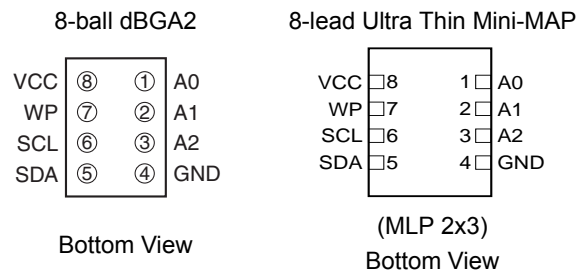 8-ball dBGA2
VCC 8 1 A0
WP 7 2 A1
SCL 6 3 A2
SDA 5 4 GND
Bottom View
8-lead Ultra Thin Mini-MAP
VCC 8 1 A0
WP 7 2 A1
SCL 6 3 A2
SDA 5 4 GND
(MLP 2x3)
Bottom View